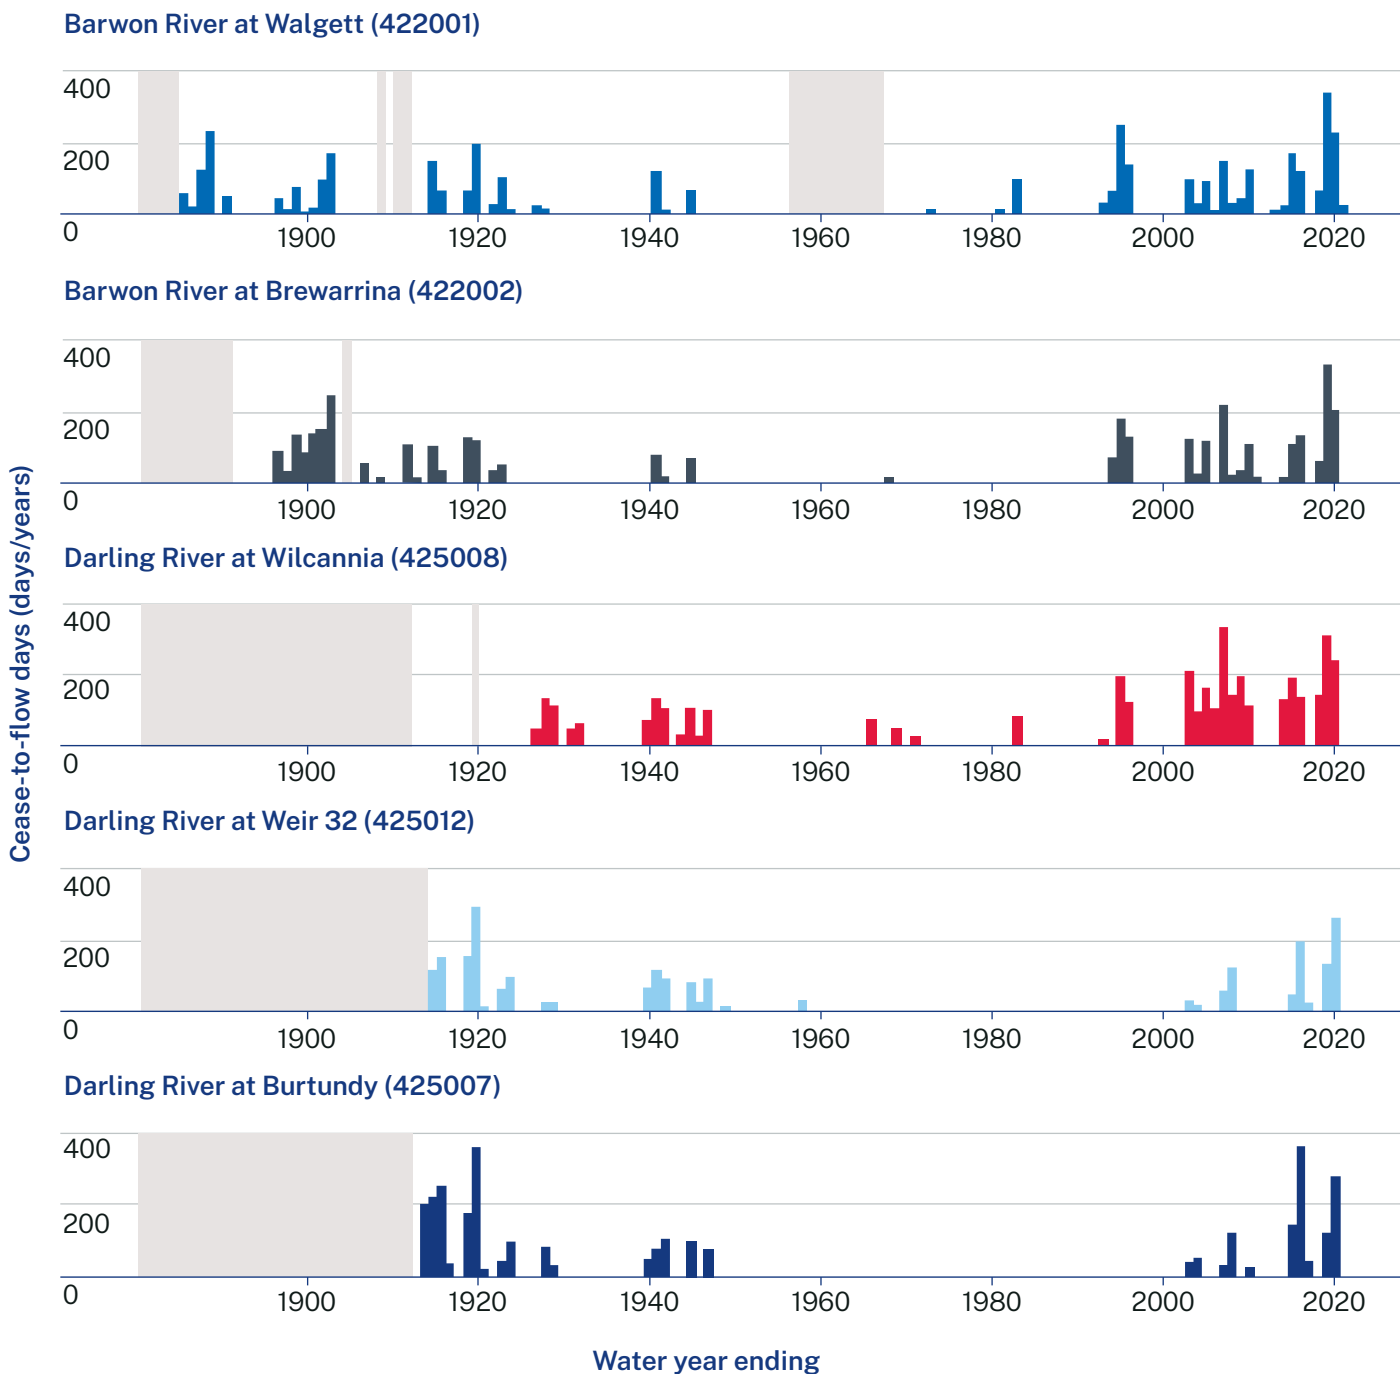 Barwon River at Walgett (422001)
400
200
0
1900 1920 1940 1960 1980 2000 2020
Barwon River at Brewarrina (422002)
400
200
0
1900 1920 1940 1960 1980 2000 2020
Darling River at Wilcannia (425008)
400
200
0
1900 1920 1940 1960 1980 2000 2020
Darling River at Weir 32 (425012)
400
200
0
1900 1920 1940 1960 1980 2000 2020
Darling River at Burtundy (425007)
400
200
0
1900 1920 1940 1960 1980 2000 2020
Cease-to-flow days (days/years)
Water year ending